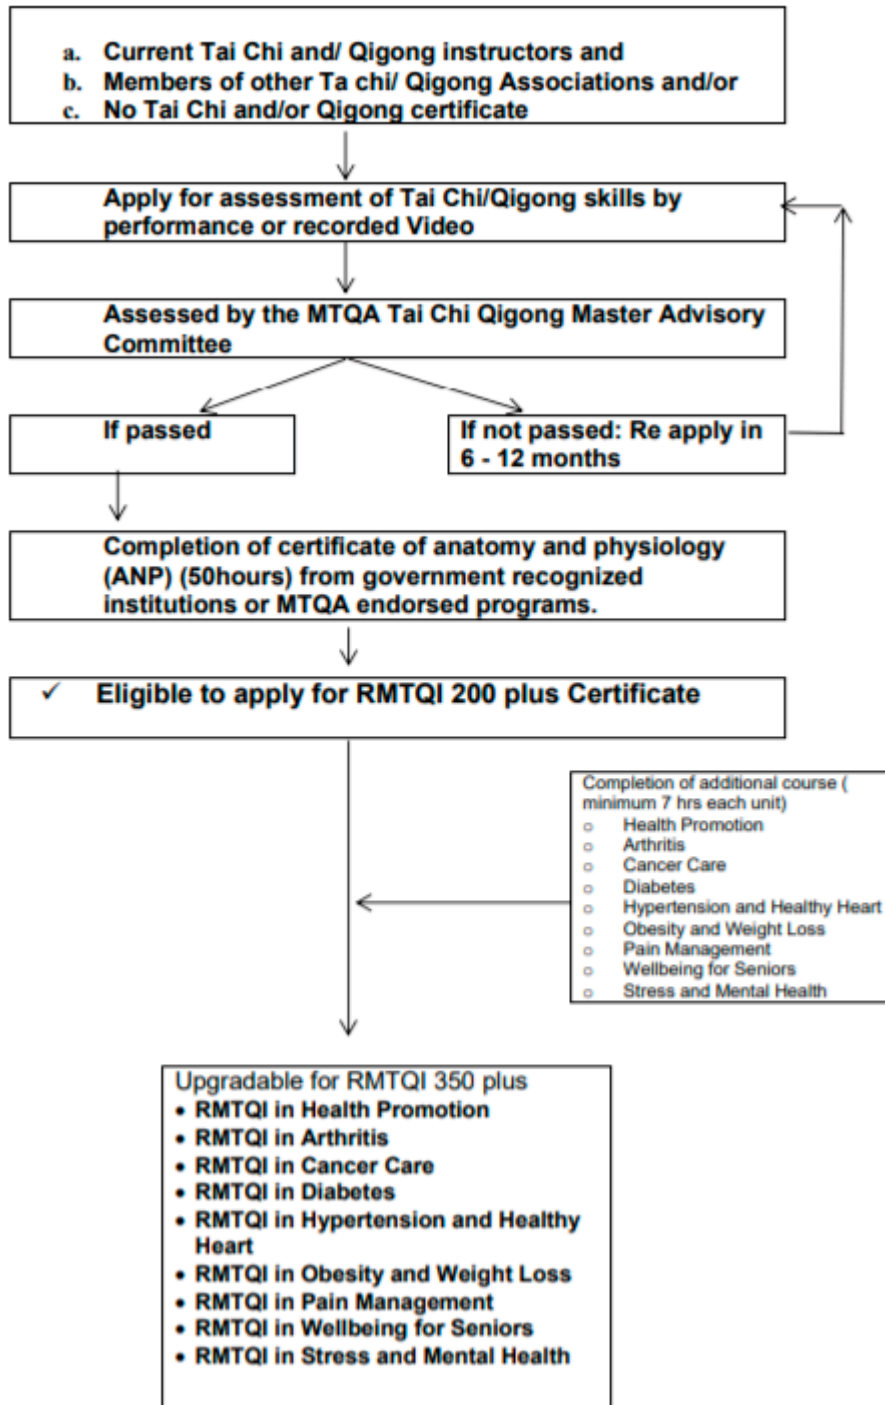 a. Current Tai Chi and/ Qigong instructors and
b. Members of other Ta chi/ Qigong Associations and/or
c. No Tai Chi and/or Qigong certificate
Apply for assessment of Tai Chi/Qigong skills by
performance or recorded Video
Assessed by the MTQA Tai Chi Qigong Master Advisory
Committee
If passed
If not passed: Re apply in
6 - 12 months
Completion of certificate of anatomy and physiology
(ANP) (50hours) from government recognized
institutions or MTQA endorsed programs.
✓ Eligible to apply for RMTQI 200 plus Certificate
Completion of additional course (
minimum 7 hrs each unit)
o Health Promotion
o Arthritis
o Cancer Care
o Diabetes
o Hypertension and Healthy Heart
o Obesity and Weight Loss
o Pain Management
o Wellbeing for Seniors
o Stress and Mental Health
Upgradable for RMTQI 350 plus
• RMTQI in Health Promotion
• RMTQI in Arthritis
• RMTQI in Cancer Care
• RMTQI in Diabetes
• RMTQI in Hypertension and Healthy
Heart
• RMTQI in Obesity and Weight Loss
• RMTQI in Pain Management
• RMTQI in Wellbeing for Seniors
• RMTQI in Stress and Mental Health